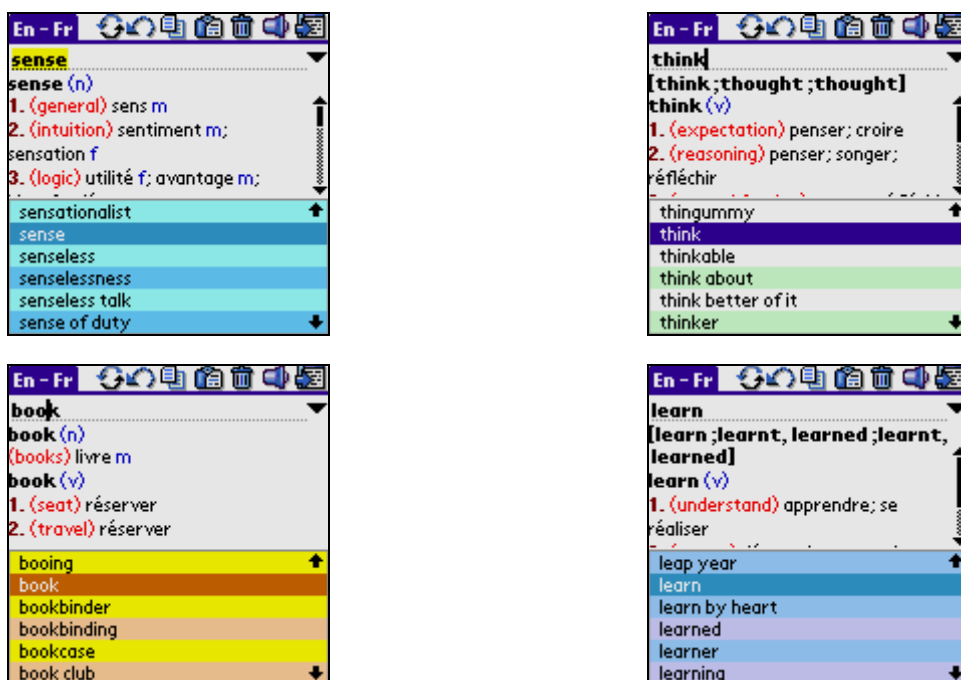 En - Fr
sense
sense (n)
1. (general) sens m
2. (intuition) sentiment m;
sensation f
3. (logic) utilité f; avantage m;
sensationalist
sense
senseless
senselessness
senseless talk
sense of duty
En - Fr
think
[think ;thought ;thought]
think (v)
1. (expectation) penser; croire
2. (reasoning) penser; songer;
réfléchir
thingummy
think
thinkable
think about
think better of it
thinker
En - Fr
book
book (n)
(books) livre m
book (v)
1. (seat) réserver
2. (travel) réserver
booing
book
bookbinder
bookbinding
bookcase
book club
En - Fr
learn
[learn ;learnt, learned ;learnt,
learned]
learn (v)
1. (understand) apprendre; se
réaliser
leap year
learn
learn by heart
learned
learner
learning